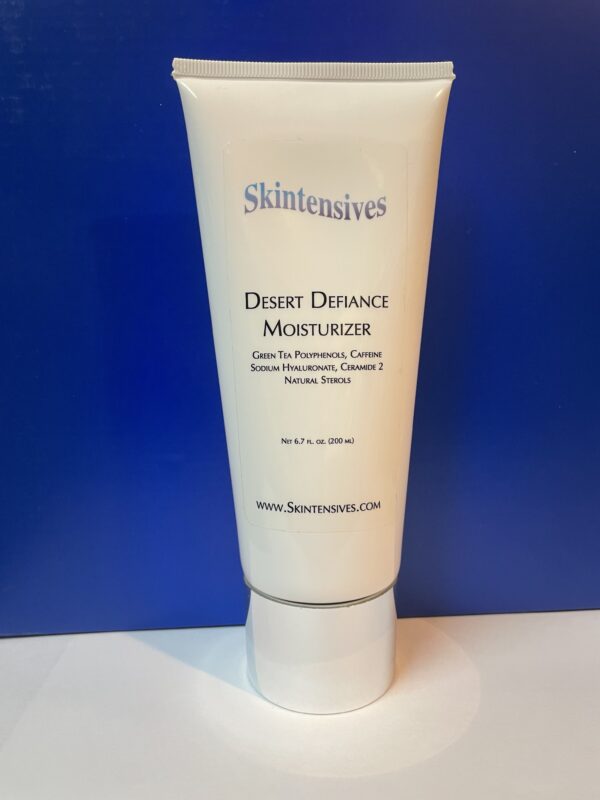 Skintensives
Desert Defiance
Moisturizer
Green Tea Polyphenols, Caffeine
Sodium Hyaluronate, Ceramide 2
Natural Sterols
Net 6.7 fl. oz. (200 ml)
www.Skintensives.com